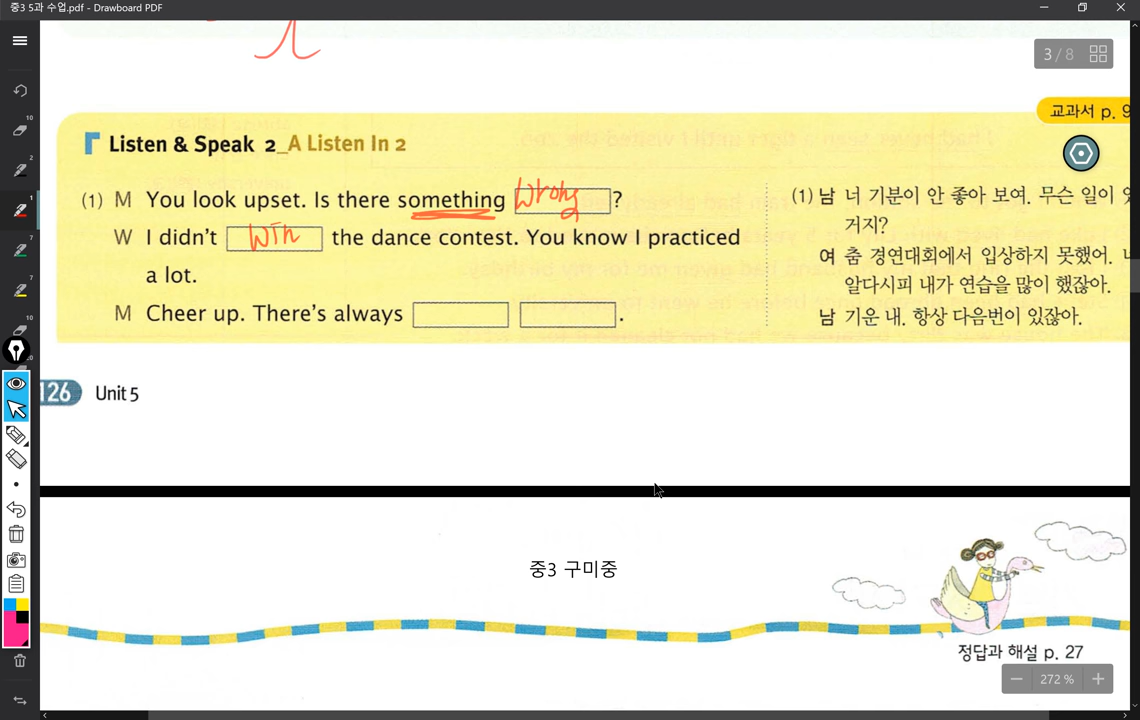 중3 5과 수업.pdf - Drawboard PDF
3 / 8
교과서 p. 9
Listen & Speak 2_A Listen In 2
(1) M You look upset. Is there something wrong?
W I didn't win the dance contest. You know I practiced
a lot.
M Cheer up. There's always .
(1) 남 너 기분이 안 좋아 보여. 무슨 일이 있
거지?
여 춤 경연대회에서 입상하지 못했어. 너
알다시피 내가 연습을 많이 했잖아.
남 기운 내. 항상 다음번이 있잖아.
126 Unit 5
중3 구미중
정답과 해설 p. 27
272 %
10
2
1
7
7
10